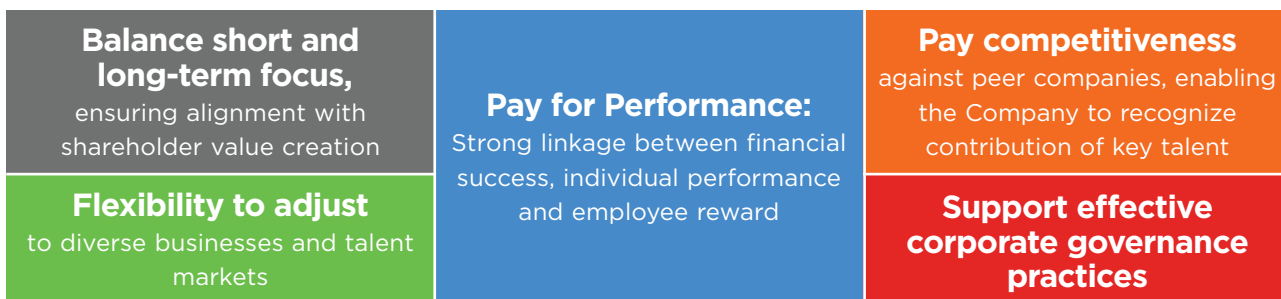 Balance short and
long-term focus,
ensuring alignment with
shareholder value creation
Flexibility to adjust
to diverse businesses and talent
markets
Pay for Performance:
Strong linkage between financial
success, individual performance
and employee reward
Pay competitiveness
against peer companies, enabling
the Company to recognize
contribution of key talent
Support effective
corporate governance
practices